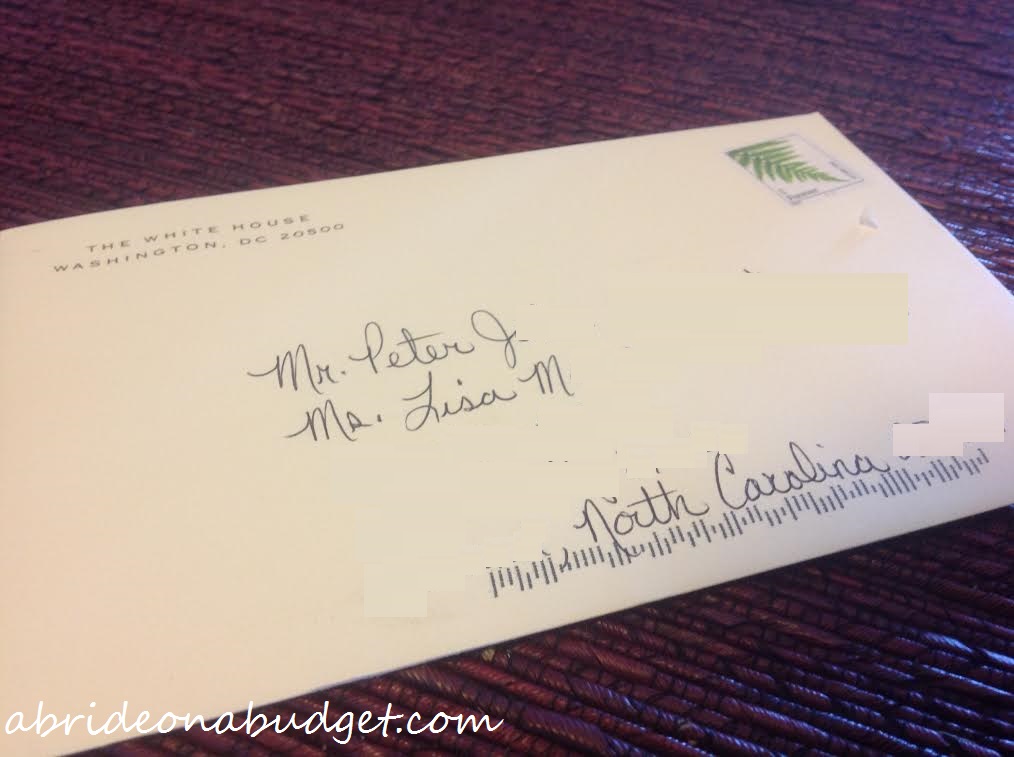 THE WHITE HOUSE
WASHINGTON, DC 20500
Mr. Peter J.
Ms. Lisa M
North Carolina
abrideonabudget.com